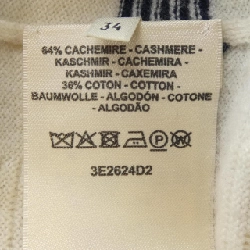 34
64% CACHEMIRE - CASHMERE -
KASCHMIR - CACHEMIRA -
KASHMIR - CAXEMIRA
36% COTON - COTTON -
BAUMWOLLE - ALGODÓN - COTONE
- ALGODÃO
3E2624D2